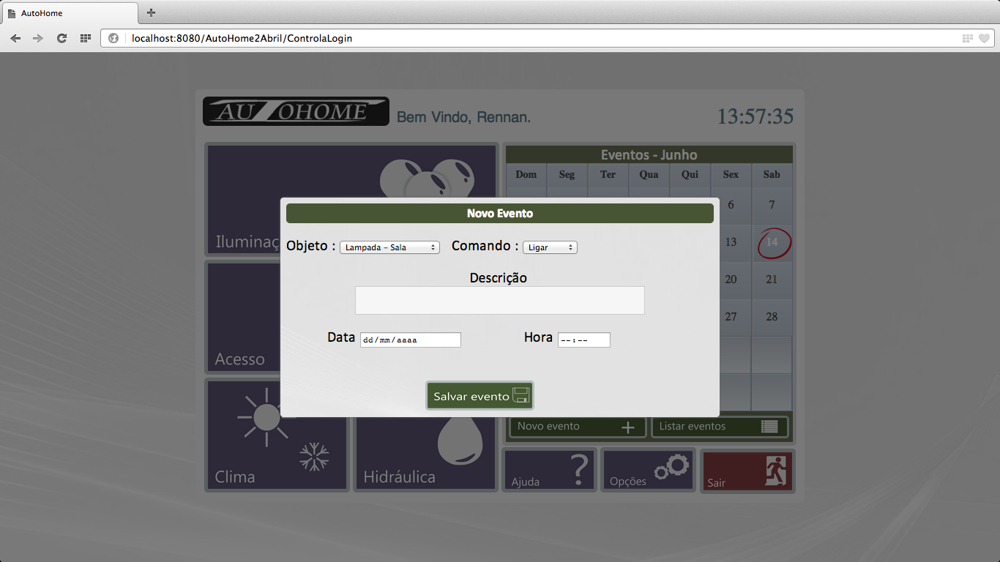 AutoHome
localhost:8080/AutoHome2Abril/ControlaLogin
AUTOHOME
Bem Vindo, Rennan.
13:57:35
Eventos - Junho
Dom Seg Ter Qua Qui Sex Sab
6 7
13 14
20 21
27 28
Iluminaç
Acesso
Clima
Hidráulica
Novo Evento
Objeto : Lampada - Sala Comando : Ligar
Descrição
Data dd/mm/aaaa Hora --:--
Salvar evento
Novo evento
Listar eventos
Ajuda
Opções
Sair